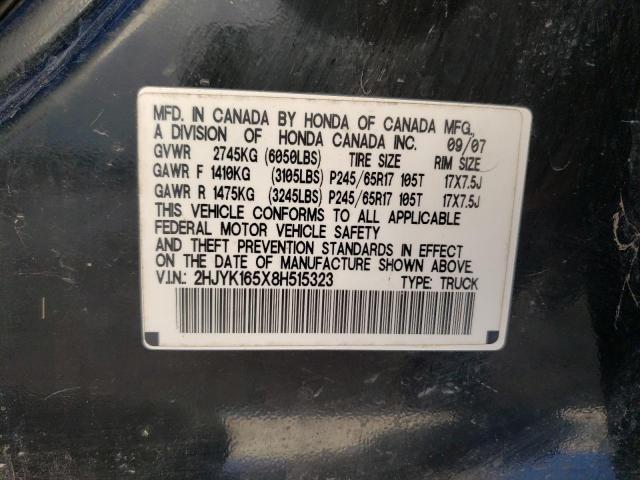 MFD. IN CANADA BY HONDA OF CANADA MFG.,
A DIVISION OF HONDA CANADA INC. 09/07
GVWR 2745KG (6050LBS) TIRE SIZE RIM SIZE
GAWR F 1410KG (3105LBS) P245/65R17 105T 17X7.5J
GAWR R 1475KG (3245LBS) P245/65R17 105T 17X7.5J
THIS VEHICLE CONFORMS TO ALL APPLICABLE
FEDERAL MOTOR VEHICLE SAFETY
AND THEFT PREVENTION STANDARDS IN EFFECT
ON THE DATE OF MANUFACTURE SHOWN ABOVE.
V.I.N.: 2HJYK165X8H515323 TYPE: TRUCK